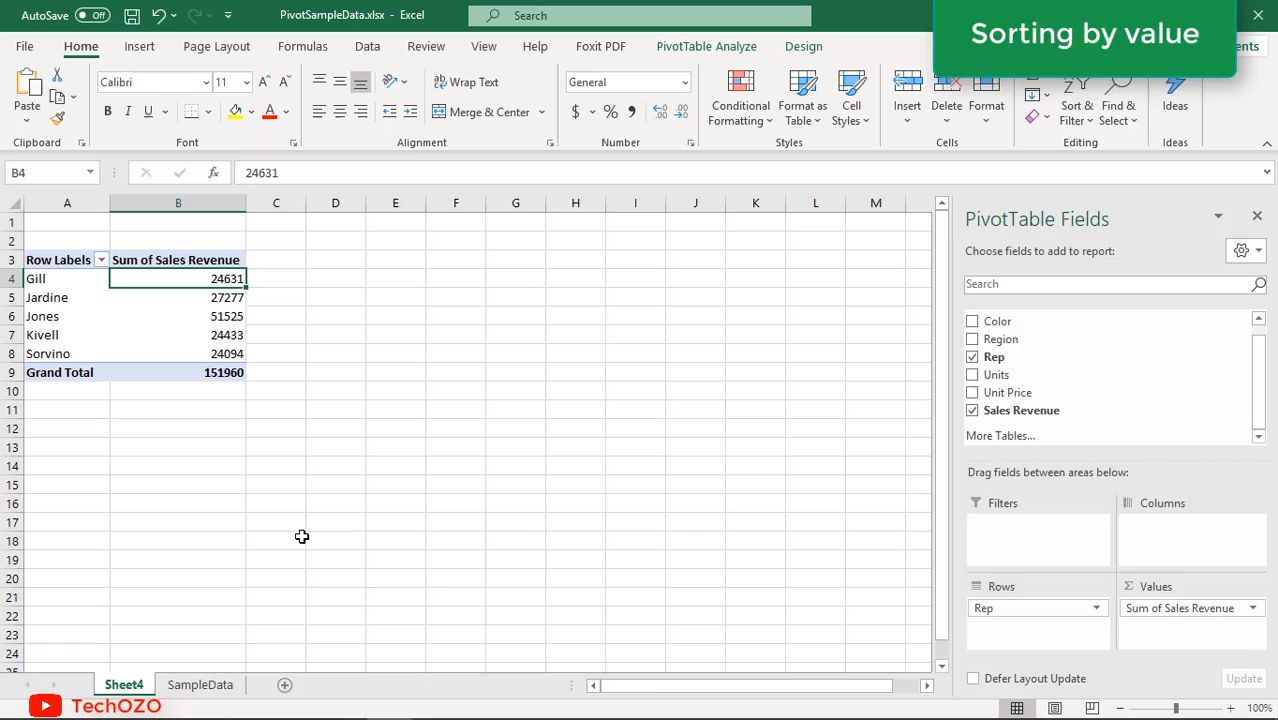 AutoSave Off PivotSampleData.xlsx - Excel Search
Sorting by value
File Home Insert Page Layout Formulas Data Review View Help Foxit PDF PivotTable Analyze Design
Paste Calibri 11 Wrap Text General Conditional Format as Cell Insert Delete Format Sort & Find & Ideas
B I U A Merge & Center $ % Formatting Table Styles Filter Select
Clipboard Font Alignment Number Styles Cells Editing Ideas
B4 fx 24631
A B C D E F G H I J K L M
1
2
3 Row Labels Sum of Sales Revenue
4 Gill 24631
5 Jardine 27277
6 Jones 51525
7 Kivell 24433
8 Sorvino 24094
9 Grand Total 151960
10
11
12
13
14
15
16
17
18
19
20
21
22
23
24
PivotTable Fields
Choose fields to add to report:
Search
Color
Region
Rep
Units
Unit Price
Sales Revenue
More Tables...
Drag fields between areas below:
Filters Columns
Rows Σ Values
Rep Sum of Sales Revenue
Defer Layout Update Update
Sheet4 SampleData
TechOZO
100%